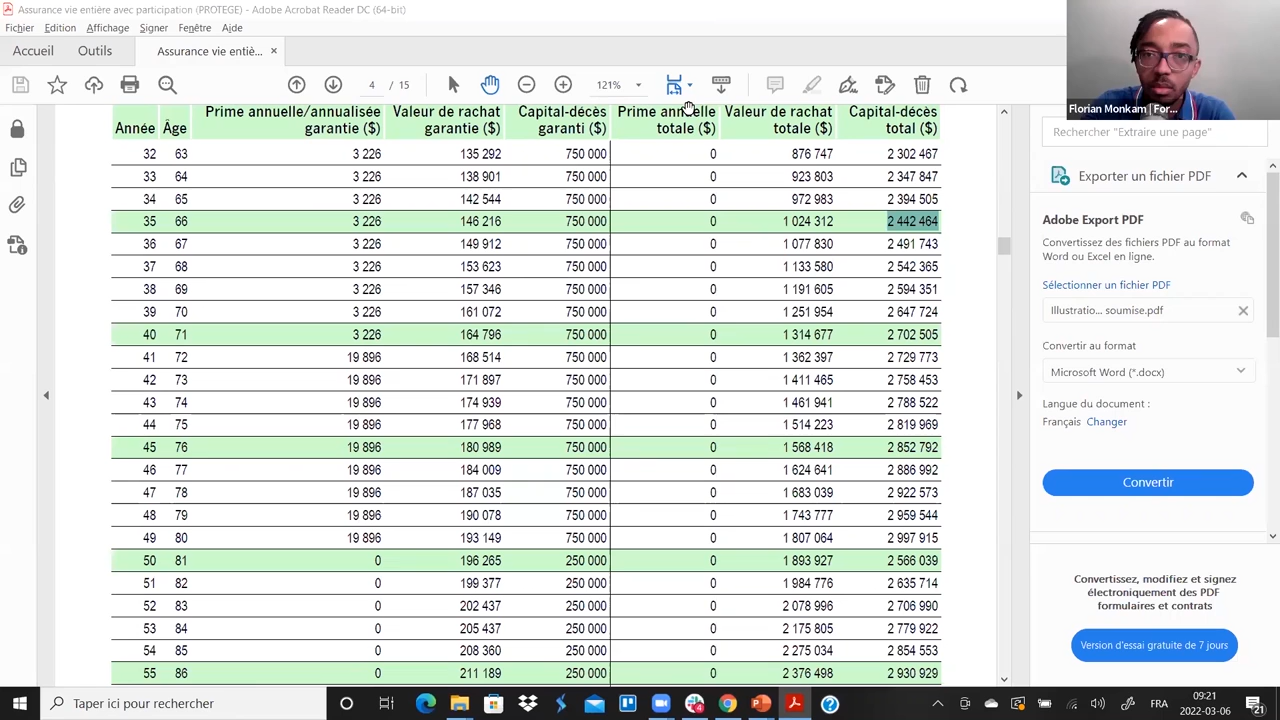 Assurance vie entière avec participation (PROTEGE) - Adobe Acrobat Reader DC (64-bit)
Fichier Edition Affichage Signer Fenêtre Aide
Accueil Outils Assurance vie entiè... ×
4 / 15 121%
Florian Monkam | For...
Année Âge Prime annuelle/annualisée garantie ($) Valeur de rachat garantie ($) Capital-décès garanti ($) Prime annuelle totale ($) Valeur de rachat totale ($) Capital-décès total ($)
32 63 3 226 135 292 750 000 0 876 747 2 302 467
33 64 3 226 138 901 750 000 0 923 803 2 347 847
34 65 3 226 142 544 750 000 0 972 983 2 394 505
35 66 3 226 146 216 750 000 0 1 024 312 2 442 464
36 67 3 226 149 912 750 000 0 1 077 830 2 491 743
37 68 3 226 153 623 750 000 0 1 133 580 2 542 365
38 69 3 226 157 346 750 000 0 1 191 605 2 594 351
39 70 3 226 161 072 750 000 0 1 251 954 2 647 724
40 71 3 226 164 796 750 000 0 1 314 677 2 702 505
41 72 19 896 168 514 750 000 0 1 362 397 2 729 773
42 73 19 896 171 897 750 000 0 1 411 465 2 758 453
43 74 19 896 174 939 750 000 0 1 461 941 2 788 522
44 75 19 896 177 968 750 000 0 1 514 223 2 819 969
45 76 19 896 180 989 750 000 0 1 568 418 2 852 792
46 77 19 896 184 009 750 000 0 1 624 641 2 886 992
47 78 19 896 187 035 750 000 0 1 683 039 2 922 573
48 79 19 896 190 078 750 000 0 1 743 777 2 959 544
49 80 19 896 193 149 750 000 0 1 807 064 2 997 915
50 81 0 196 265 250 000 0 1 893 927 2 566 039
51 82 0 199 377 250 000 0 1 984 776 2 635 714
52 83 0 202 437 250 000 0 2 078 996 2 706 990
53 84 0 205 437 250 000 0 2 175 805 2 779 922
54 85 0 208 360 250 000 0 2 275 034 2 854 553
55 86 0 211 189 250 000 0 2 376 498 2 930 929
Rechercher "Extraire une page"
Exporter un fichier PDF
Adobe Export PDF
Convertissez des fichiers PDF au format
Word ou Excel en ligne.
Sélectionner un fichier PDF
Illustratio... soumise.pdf
Convertir au format
Microsoft Word (*.docx)
Langue du document :
Français Changer
Convertir
Convertissez, modifiez et signez
électroniquement des PDF
formulaires et contrats
Version d'essai gratuite de 7 jours
Taper ici pour rechercher
FRA
09:21
2022-03-06
21